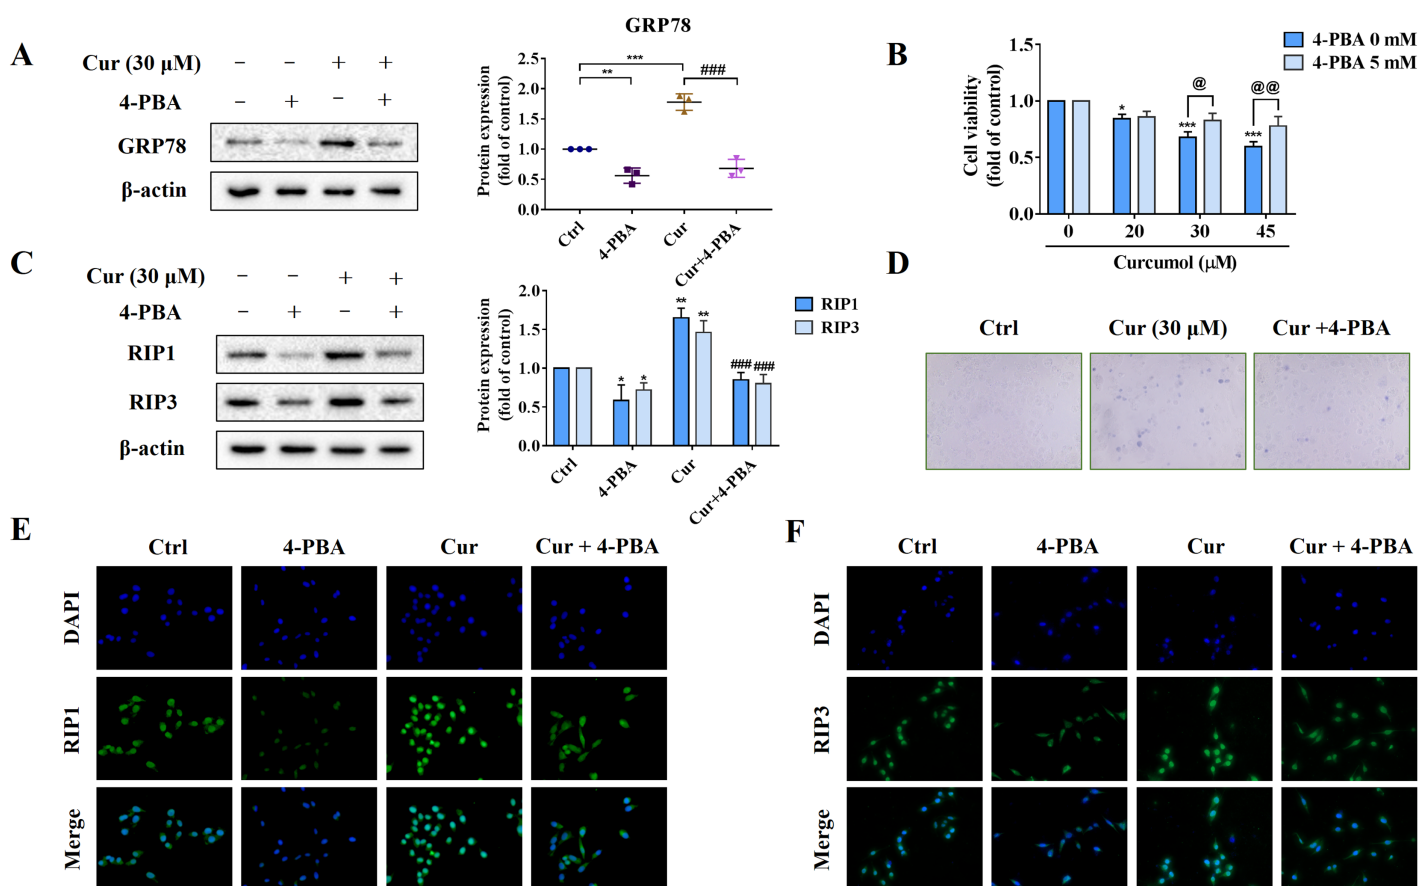 A
Cur (30 μM) − − + +
4-PBA − + − +
GRP78
β-actin
GRP78
Protein expression
(fold of control)
2.5
2.0
1.5
1.0
0.5
0.0
***
**
###
Ctrl
4-PBA
Cur
Cur+4-PBA
B
Cell viability
(fold of control)
1.5
1.0
0.5
0.0
4-PBA 0 mM
4-PBA 5 mM
*
***
@
***
@@
0 20 30 45
Curcumol (μM)
C
Cur (30 μM) − − + +
4-PBA − + − +
RIP1
RIP3
β-actin
Protein expression
(fold of control)
2.0
1.5
1.0
0.5
0.0
RIP1
RIP3
* *
** **
### ###
Ctrl
4-PBA
Cur
Cur+4-PBA
D
Ctrl Cur (30 μM) Cur +4-PBA
E
Ctrl 4-PBA Cur Cur + 4-PBA
DAPI
RIP1
Merge
F
Ctrl 4-PBA Cur Cur + 4-PBA
DAPI
RIP3
Merge